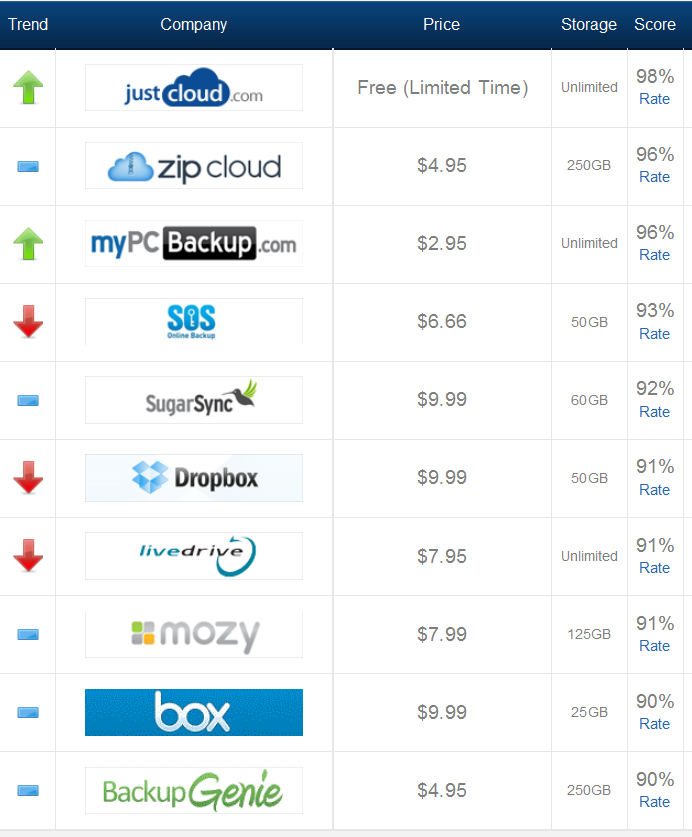 Trend Company Price Storage Score
justcloud.com Free (Limited Time) Unlimited 98%
Rate
zip cloud $4.95 250GB 96%
Rate
myPCBackup.com $2.95 Unlimited 96%
Rate
SOS
Online Backup
$6.66 50GB 93%
Rate
SugarSync $9.99 60GB 92%
Rate
Dropbox $9.99 50GB 91%
Rate
livedrive $7.95 Unlimited 91%
Rate
mozy $7.99 125GB 91%
Rate
box $9.99 25GB 90%
Rate
BackupGenie $4.95 250GB 90%
Rate